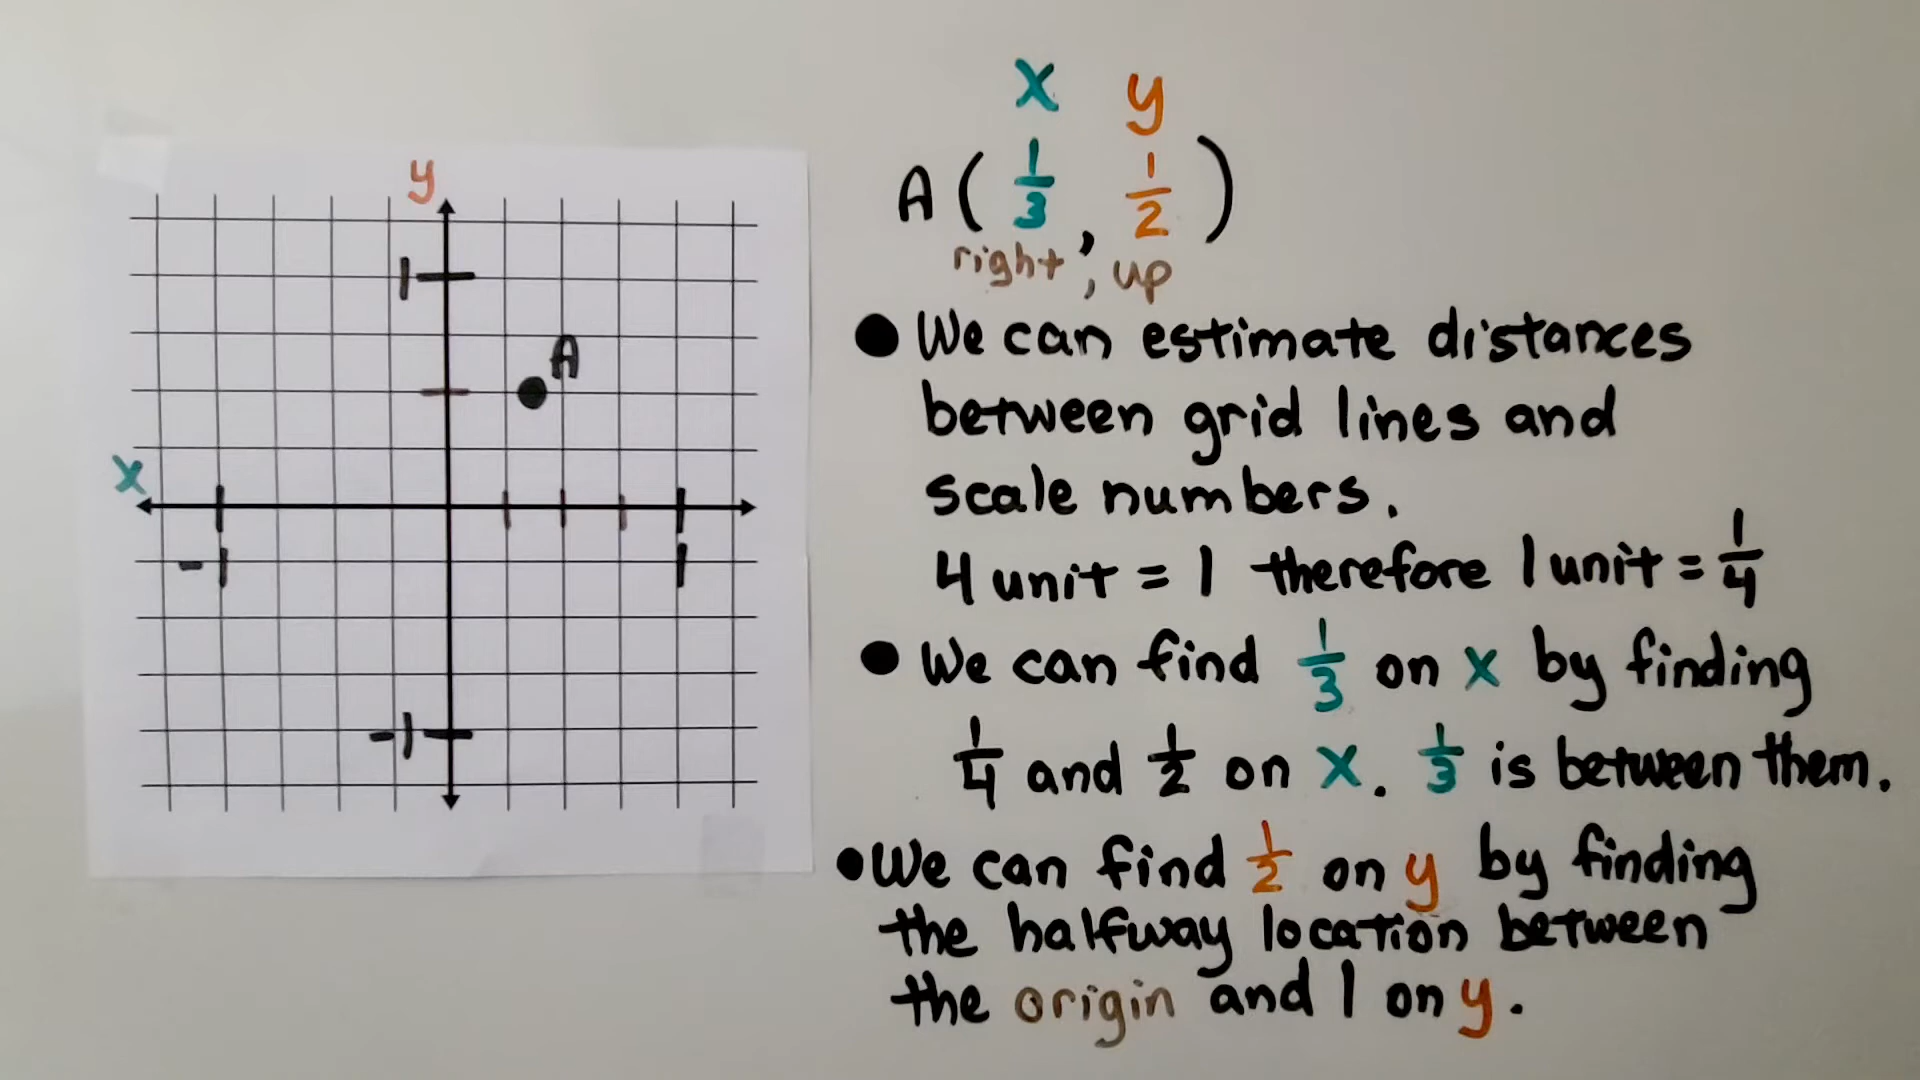 y
1
A
x
-1
1
-1
x y
A ( 1/3 , 1/2 )
right , up
● We can estimate distances
between grid lines and
scale numbers.
4 unit = 1 therefore 1 unit = 1/4
● We can find 1/3 on x by finding
1/4 and 1/2 on x. 1/3 is between them.
● We can find 1/2 on y by finding
the halfway location between
the origin and 1 on y.